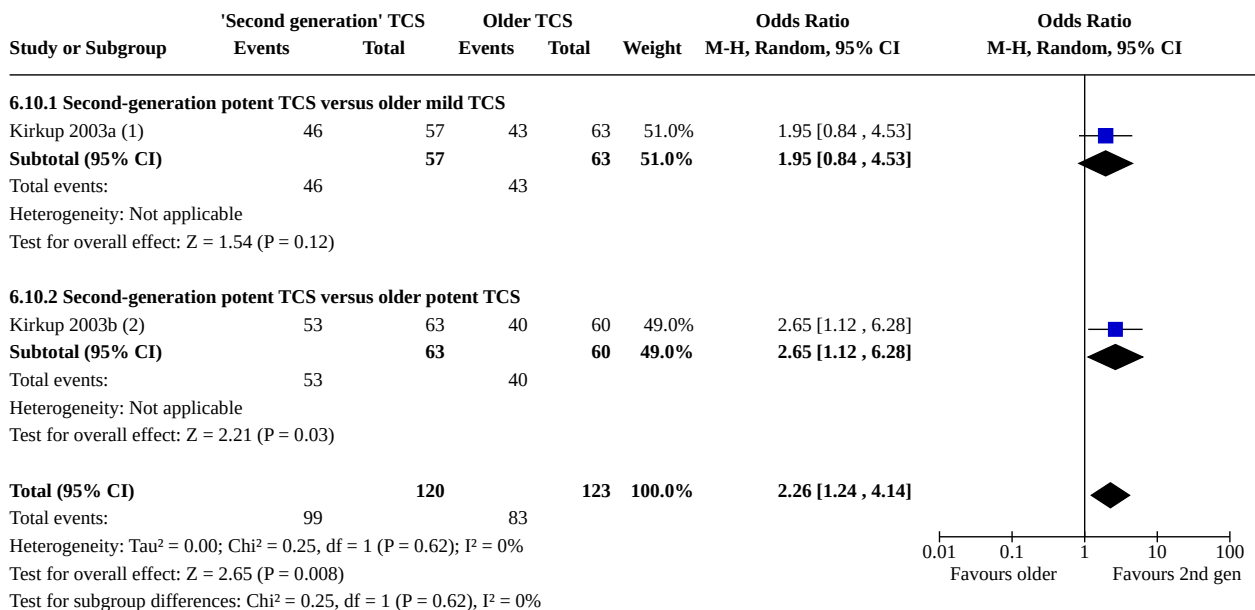 'Second generation' TCS Older TCS Odds Ratio Odds Ratio
Study or Subgroup Events Total Events Total Weight M-H, Random, 95% CI M-H, Random, 95% CI
6.10.1 Second-generation potent TCS versus older mild TCS
Kirkup 2003a (1) 46 57 43 63 51.0% 1.95 [0.84 , 4.53]
Subtotal (95% CI) 57 63 51.0% 1.95 [0.84 , 4.53]
Total events: 46 43
Heterogeneity: Not applicable
Test for overall effect: Z = 1.54 (P = 0.12)
6.10.2 Second-generation potent TCS versus older potent TCS
Kirkup 2003b (2) 53 63 40 60 49.0% 2.65 [1.12 , 6.28]
Subtotal (95% CI) 63 60 49.0% 2.65 [1.12 , 6.28]
Total events: 53 40
Heterogeneity: Not applicable
Test for overall effect: Z = 2.21 (P = 0.03)
Total (95% CI) 120 123 100.0% 2.26 [1.24 , 4.14]
Total events: 99 83
Heterogeneity: Tau² = 0.00; Chi² = 0.25, df = 1 (P = 0.62); I² = 0%
0.01 0.1 1 10 100
Test for overall effect: Z = 2.65 (P = 0.008)
Favours older Favours 2nd gen
Test for subgroup differences: Chi² = 0.25, df = 1 (P = 0.62), I² = 0%